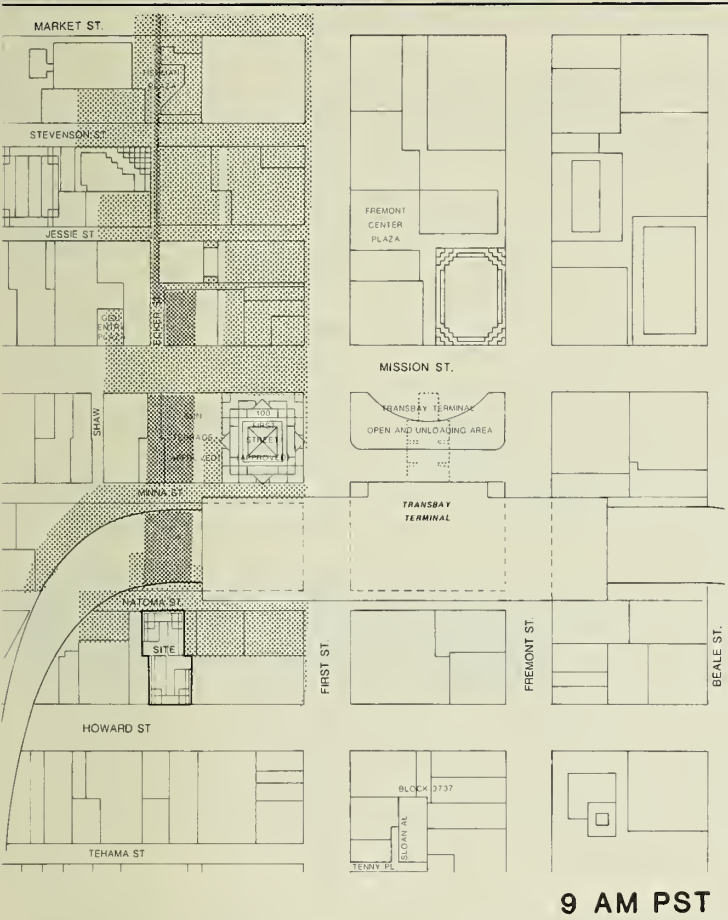 MARKET ST.
STEVENSON ST.
JESSIE ST
FREMONT
CENTER
PLAZA
ECKER ST.
MISSION ST.
SHAW
100
FIRST
STREET
(APPROVED)
TRANSBAY TERMINAL
OPEN AND UNLOADING AREA
MINNA ST
TRANSBAY
TERMINAL
NATOMA ST.
SITE
FIRST ST.
FREMONT ST.
BEALE ST.
HOWARD ST
BLOCK 3737
SLOAN AL
TEHAMA ST
TENNY PL
9 AM PST